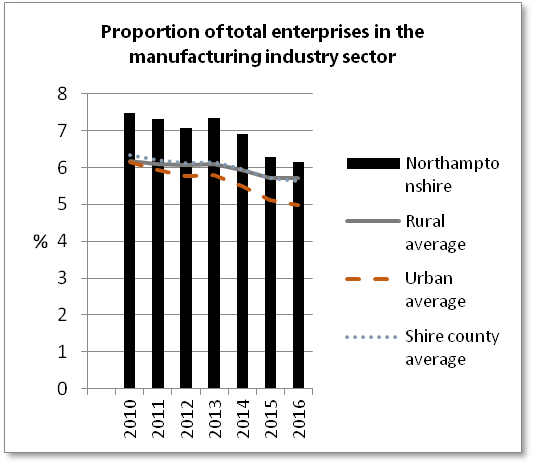 Proportion of total enterprises in the
manufacturing industry sector
8
7
6
5
% 4
3
2
1
0
2010 2011 2012 2013 2014 2015 2016
Northampto
nshire
Rural
average
Urban
average
Shire county
average